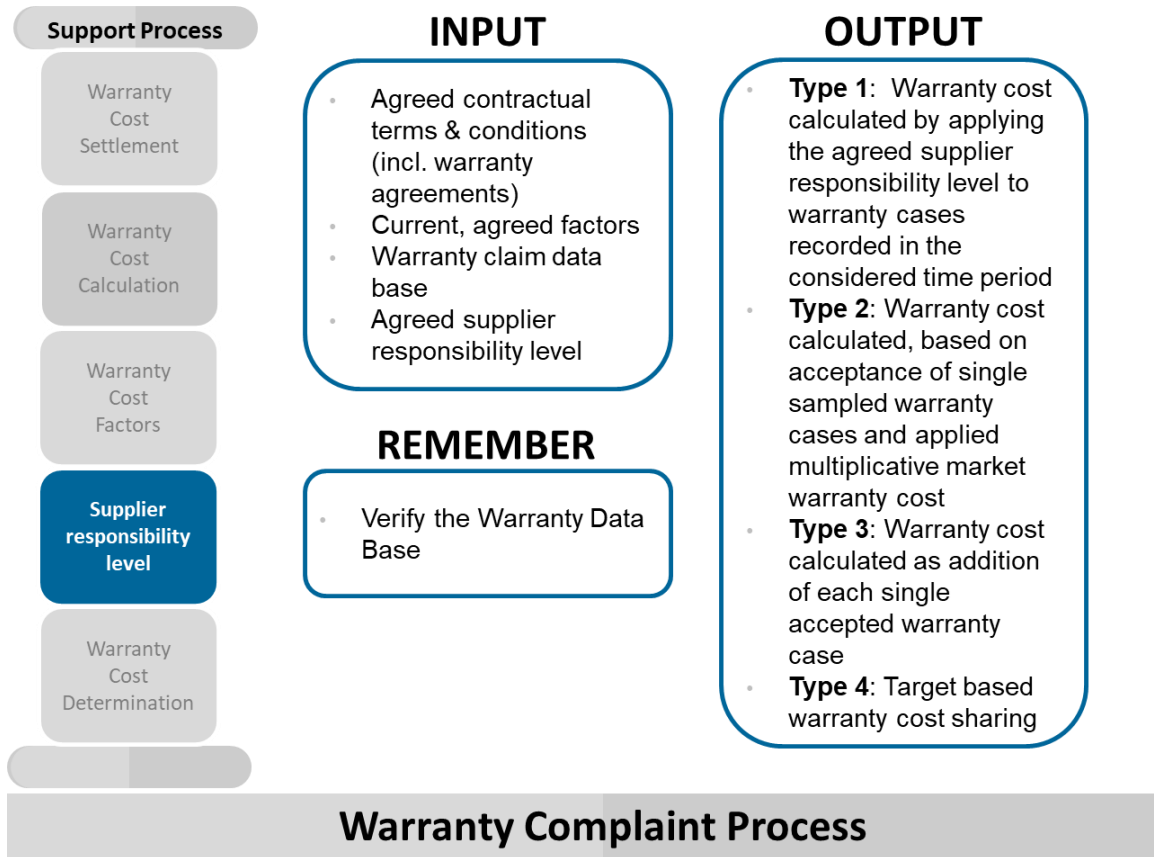 Support Process
Warranty
Cost
Settlement
Warranty
Cost
Calculation
Warranty
Cost
Factors
Supplier
responsibility
level
Warranty
Cost
Determination
INPUT
• Agreed contractual
terms & conditions
(incl. warranty
agreements)
• Current, agreed factors
• Warranty claim data
base
• Agreed supplier
responsibility level
REMEMBER
• Verify the Warranty Data
Base
OUTPUT
• Type 1: Warranty cost
calculated by applying
the agreed supplier
responsibility level to
warranty cases
recorded in the
considered time period
• Type 2: Warranty cost
calculated, based on
acceptance of single
sampled warranty
cases and applied
multiplicative market
warranty cost
• Type 3: Warranty cost
calculated as addition
of each single
accepted warranty
case
• Type 4: Target based
warranty cost sharing
Warranty Complaint Process